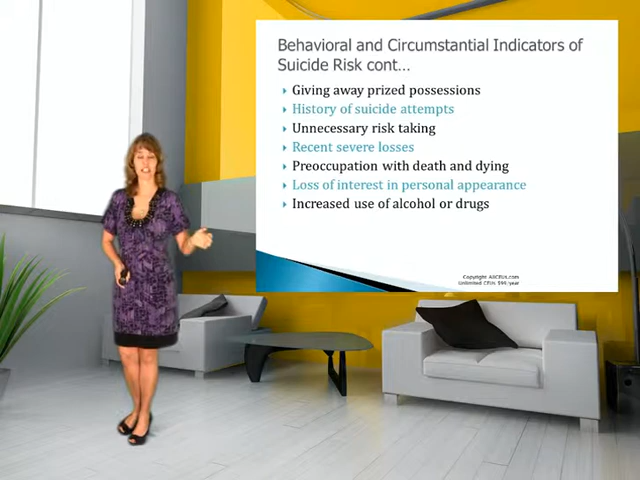 Behavioral and Circumstantial Indicators of
Suicide Risk cont...
Giving away prized possessions
History of suicide attempts
Unnecessary risk taking
Recent severe losses
Preoccupation with death and dying
Loss of interest in personal appearance
Increased use of alcohol or drugs
Copyright AllCEUs.com
Unlimited CEUs $99/year